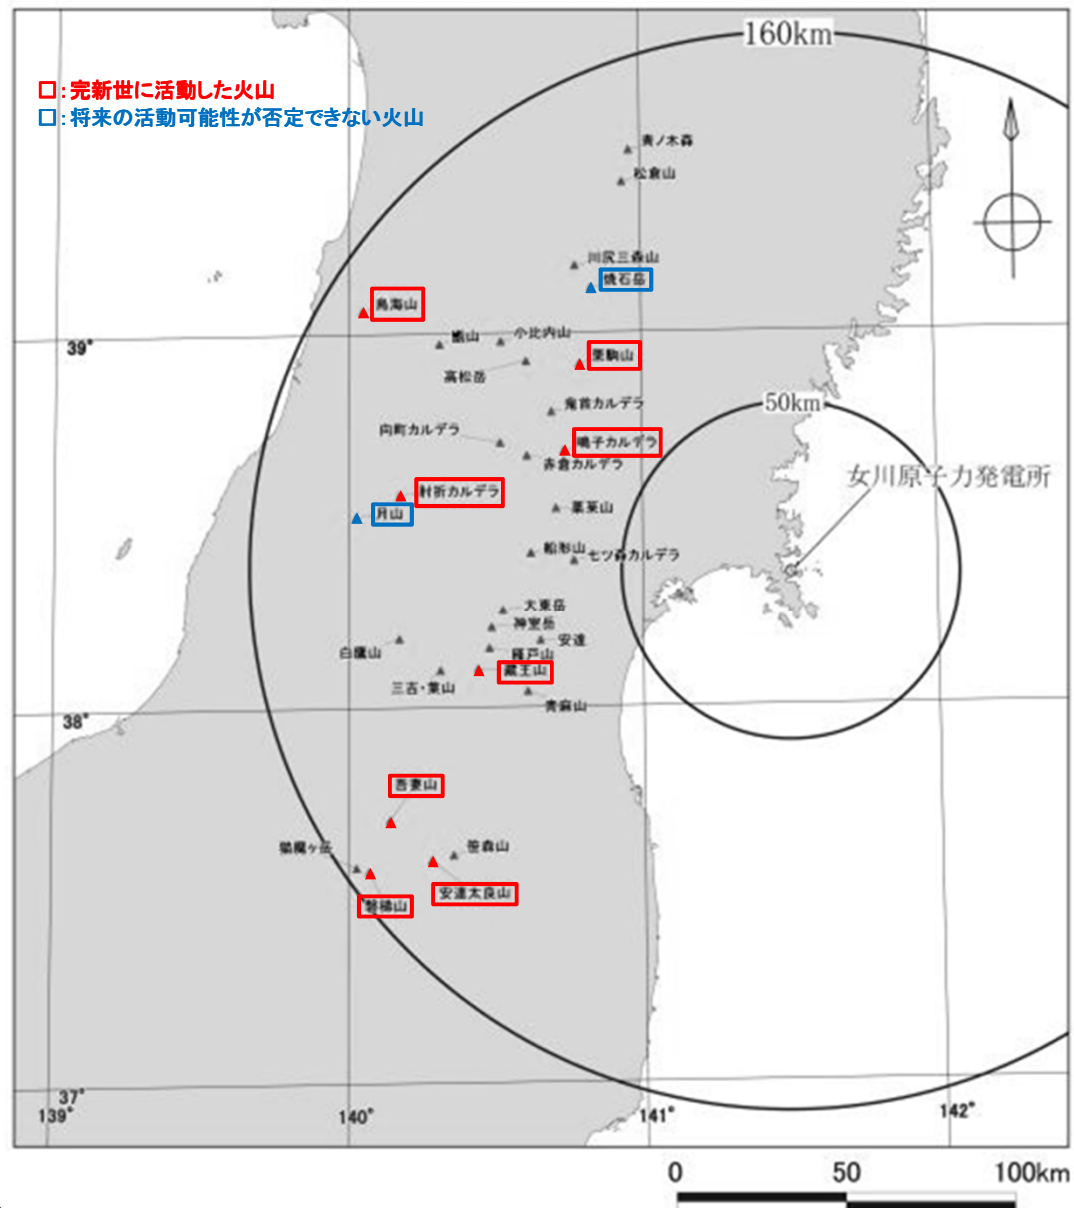 160km
□:完新世に活動した火山
□:将来の活動可能性が否定できない火山
青ノ木森
松倉山
川尻三森山
焼石岳
鳥海山
甑山
小比内山
39°
栗駒山
高松岳
鬼首カルデラ
50km
向町カルデラ
鳴子カルデラ
赤倉カルデラ
女川原子力発電所
肘折カルデラ
月山
薬莱山
船形山
七ツ森カルデラ
大東岳
神室岳
安達
白鷹山
雁戸山
蔵王山
三吉・葉山
青麻山
38°
吾妻山
笹森山
猫魔ヶ岳
安達太良山
磐梯山
37°
139°
140°
141°
142°
0
50
100km